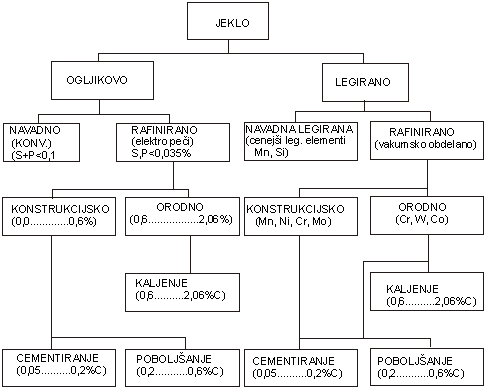 JEKLO
OGLJIKOVO
LEGIRANO
NAVADNO
(KONV.)
(S+P<0,1
RAFINIRANO
(elektro peči)
S,P<0,035%
NAVADNA LEGIRANA
(cenejši leg. elementi
Mn, Si)
RAFINIRANO
(vakumsko obdelano)
KONSTRUKCIJSKO
(0,0.............0,6%)
ORODNO
(0,6.................2,06%)
KONSTRUKCIJSKO
(Mn, Ni, Cr, Mo)
ORODNO
(Cr, W, Co)
KALJENJE
(0,6..........2,06%C)
KALJENJE
(0,6..........2,06%C)
CEMENTIRANJE
(0,05..........0,2%C)
POBOLJŠANJE
(0,2..........0,6%C)
CEMENTIRANJE
(0,05..........0,2%C)
POBOLJŠANJE
(0,2..........0,6%C)